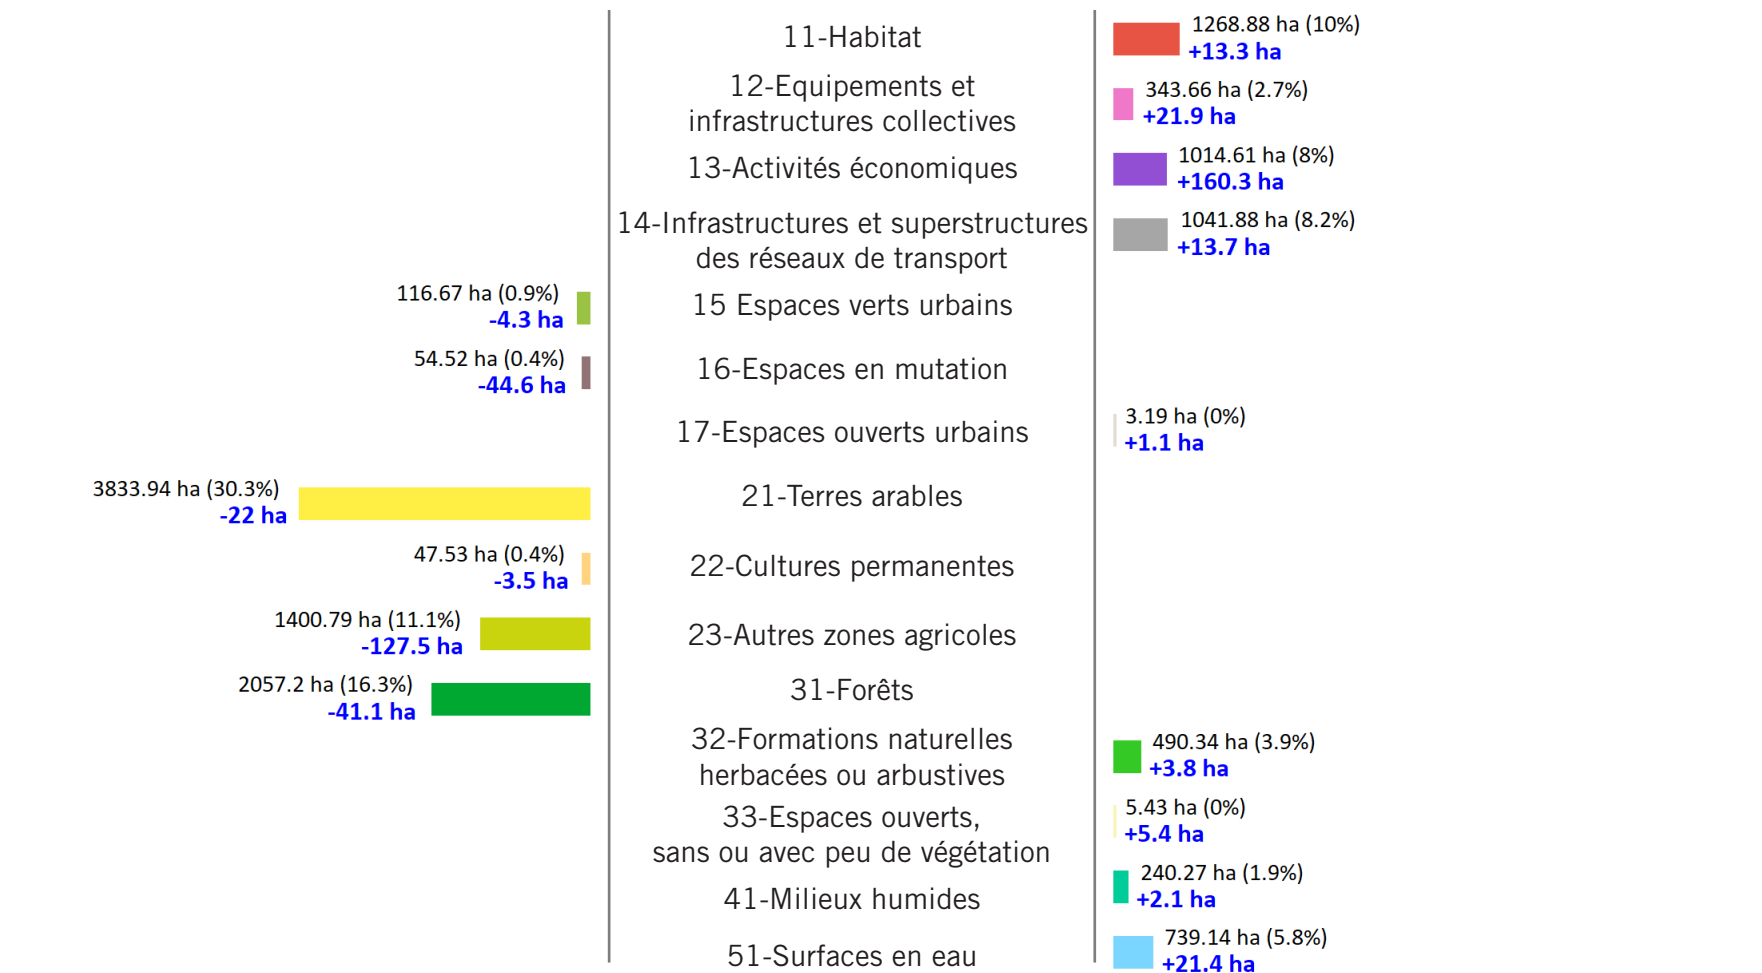 11-Habitat
1268.88 ha (10%)
+13.3 ha
12-Equipements et
infrastructures collectives
343.66 ha (2.7%)
+21.9 ha
13-Activités économiques
1014.61 ha (8%)
+160.3 ha
14-Infrastructures et superstructures
des réseaux de transport
1041.88 ha (8.2%)
+13.7 ha
116.67 ha (0.9%)
-4.3 ha
15 Espaces verts urbains
54.52 ha (0.4%)
-44.6 ha
16-Espaces en mutation
17-Espaces ouverts urbains
3.19 ha (0%)
+1.1 ha
3833.94 ha (30.3%)
-22 ha
21-Terres arables
47.53 ha (0.4%)
-3.5 ha
22-Cultures permanentes
1400.79 ha (11.1%)
-127.5 ha
23-Autres zones agricoles
2057.2 ha (16.3%)
-41.1 ha
31-Forêts
32-Formations naturelles
herbacées ou arbustives
490.34 ha (3.9%)
+3.8 ha
33-Espaces ouverts,
sans ou avec peu de végétation
5.43 ha (0%)
+5.4 ha
41-Milieux humides
240.27 ha (1.9%)
+2.1 ha
51-Surfaces en eau
739.14 ha (5.8%)
+21.4 ha